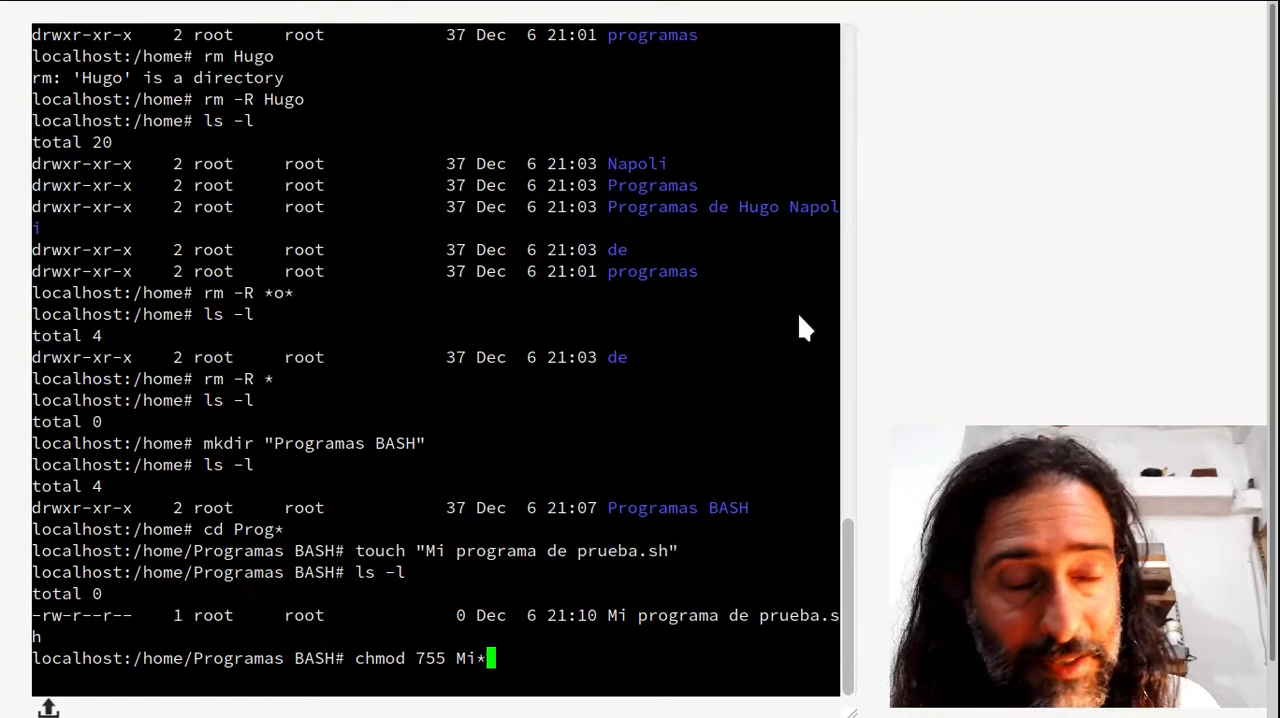 drwxr-xr-x 2 root root 37 Dec 6 21:01 programas
localhost:/home# rm Hugo
rm: 'Hugo' is a directory
localhost:/home# rm -R Hugo
localhost:/home# ls -l
total 20
drwxr-xr-x 2 root root 37 Dec 6 21:03 Napoli
drwxr-xr-x 2 root root 37 Dec 6 21:03 Programas
drwxr-xr-x 2 root root 37 Dec 6 21:03 Programas de Hugo Napol
i
drwxr-xr-x 2 root root 37 Dec 6 21:03 de
drwxr-xr-x 2 root root 37 Dec 6 21:01 programas
localhost:/home# rm -R *o*
localhost:/home# ls -l
total 4
drwxr-xr-x 2 root root 37 Dec 6 21:03 de
localhost:/home# rm -R *
localhost:/home# ls -l
total 0
localhost:/home# mkdir "Programas BASH"
localhost:/home# ls -l
total 4
drwxr-xr-x 2 root root 37 Dec 6 21:07 Programas BASH
localhost:/home# cd Prog*
localhost:/home/Programas BASH# touch "Mi programa de prueba.sh"
localhost:/home/Programas BASH# ls -l
total 0
-rw-r--r-- 1 root root 0 Dec 6 21:10 Mi programa de prueba.s
h
localhost:/home/Programas BASH# chmod 755 Mi*